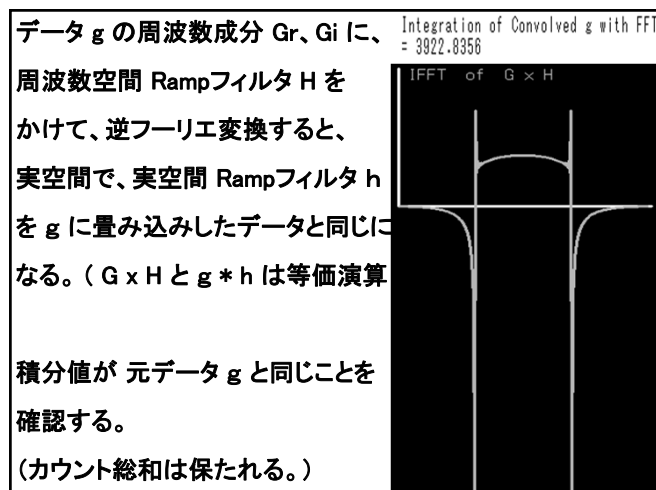 データ g の周波数成分 Gr、Gi に、
周波数空間 Rampフィルタ H を
かけて、逆フーリエ変換すると、
実空間で、実空間 Rampフィルタ h
を g に畳み込みしたデータと同じに
なる。( G x H と g * h は等価演算
積分値が 元データ g と同じことを
確認する。
(カウント総和は保たれる。)
Integration of Convolved g with FFT
= 3922.8356
IFFT of G × H